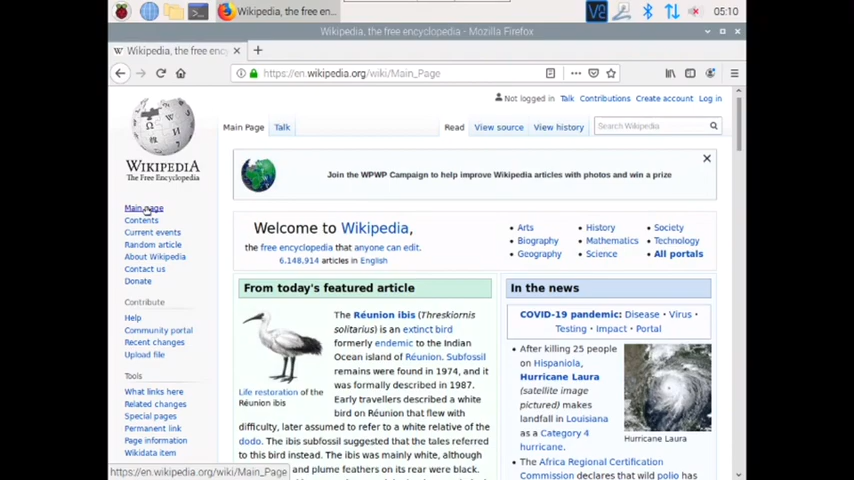 Wikipedia, the free en...
05:10
Wikipedia, the free encyclopedia - Mozilla Firefox
Wikipedia, the free enc
https://en.wikipedia.org/wiki/Main_Page
Not logged in Talk Contributions Create account Log in
Main Page Talk Read View source View history Search Wikipedia
WIKIPEDIA
The Free Encyclopedia
Join the WPWP Campaign to help improve Wikipedia articles with photos and win a prize
Main page
Contents
Current events
Random article
About Wikipedia
Contact us
Donate
Contribute
Help
Community portal
Recent changes
Upload file
Tools
What links here
Related changes
Special pages
Permanent link
Page information
Wikidata item
Welcome to Wikipedia,
the free encyclopedia that anyone can edit.
6,148,914 articles in English
• Arts
• Biography
• Geography
• History
• Mathematics
• Science
• Society
• Technology
• All portals
From today's featured article
The Réunion ibis (Threskiornis
solitarius) is an extinct bird
formerly endemic to the Indian
Ocean island of Réunion. Subfossil
remains were found in 1974, and it
was formally described in 1987.
Early travellers described a white
bird on Réunion that flew with
difficulty, later assumed to refer to a white relative of the
dodo. The ibis subfossil suggested that the tales referred
to this bird instead. The ibis was mainly white, although
and plume feathers on its rear were black.
Life restoration of the
Réunion ibis
In the news
COVID-19 pandemic: Disease · Virus ·
Testing · Impact · Portal
• After killing 25 people
on Hispaniola,
Hurricane Laura
(satellite image
pictured) makes
landfall in Louisiana
as a Category 4
hurricane.
Hurricane Laura
• The Africa Regional Certification
Commission declares that wild polio has
https://en.wikipedia.org/wiki/Main_Page